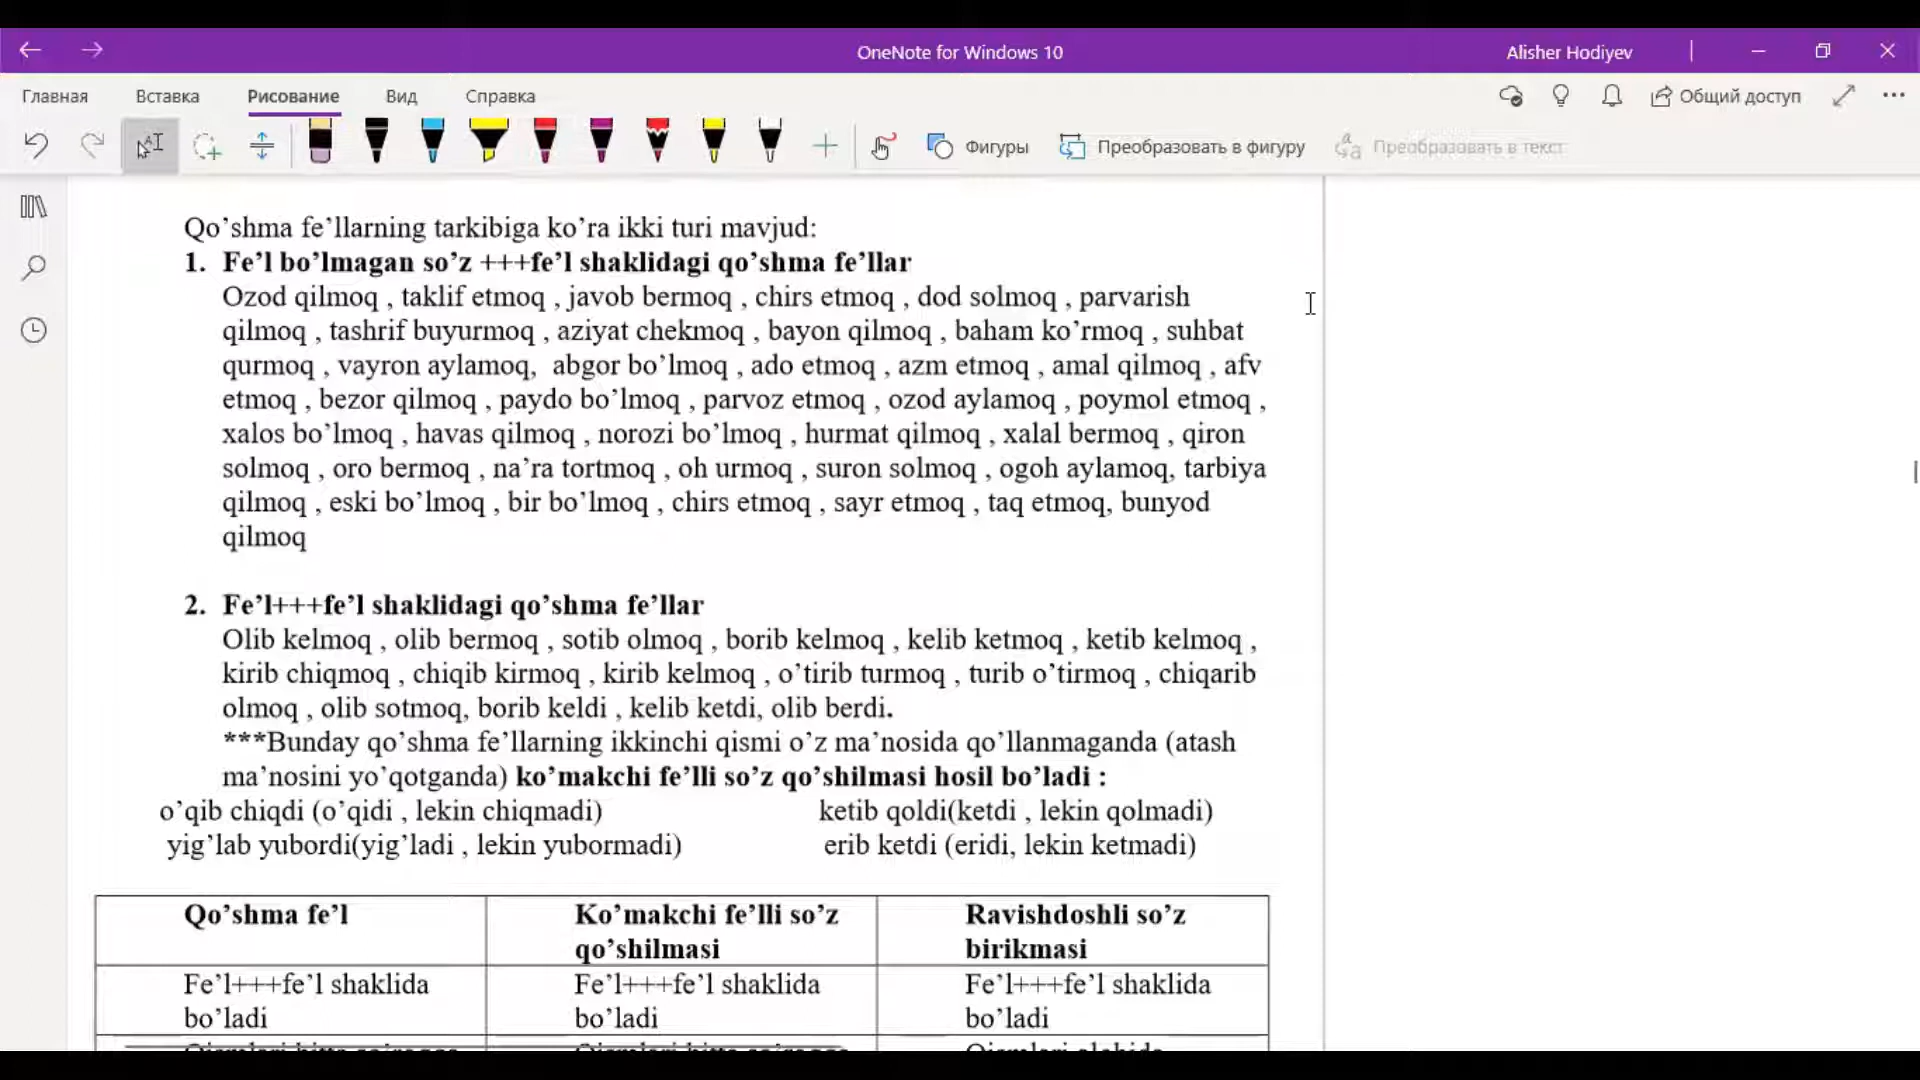 OneNote for Windows 10
Alisher Hodiyev
Главная Вставка Рисование Вид Справка
Общий доступ
Фигуры Преобразовать в фигуру Преобразовать в текст
Qo’shma fe’llarning tarkibiga ko’ra ikki turi mavjud:
1. Fe’l bo’lmagan so’z +++fe’l shaklidagi qo’shma fe’llar
Ozod qilmoq , taklif etmoq , javob bermoq , chirs etmoq , dod solmoq , parvarish
qilmoq , tashrif buyurmoq , aziyat chekmoq , bayon qilmoq , baham ko’rmoq , suhbat
qurmoq , vayron aylamoq, abgor bo’lmoq , ado etmoq , azm etmoq , amal qilmoq , afv
etmoq , bezor qilmoq , paydo bo’lmoq , parvoz etmoq , ozod aylamoq , poymol etmoq ,
xalos bo’lmoq , havas qilmoq , norozi bo’lmoq , hurmat qilmoq , xalal bermoq , qiron
solmoq , oro bermoq , na’ra tortmoq , oh urmoq , suron solmoq , ogoh aylamoq, tarbiya
qilmoq , eski bo’lmoq , bir bo’lmoq , chirs etmoq , sayr etmoq , taq etmoq, bunyod
qilmoq
2. Fe’l+++fe’l shaklidagi qo’shma fe’llar
Olib kelmoq , olib bermoq , sotib olmoq , borib kelmoq , kelib ketmoq , ketib kelmoq ,
kirib chiqmoq , chiqib kirmoq , kirib kelmoq , o’tirib turmoq , turib o’tirmoq , chiqarib
olmoq , olib sotmoq, borib keldi , kelib ketdi, olib berdi.
***Bunday qo’shma fe’llarning ikkinchi qismi o’z ma’nosida qo’llanmaganda (atash
ma’nosini yo’qotganda) ko’makchi fe’lli so’z qo’shilmasi hosil bo’ladi :
o’qib chiqdi (o’qidi , lekin chiqmadi) ketib qoldi(ketdi , lekin qolmadi)
yig’lab yubordi(yig’ladi , lekin yubormadi) erib ketdi (eridi, lekin ketmadi)
Qo’shma fe’l Ko’makchi fe’lli so’z Ravishdoshli so’z
qo’shilmasi birikmasi
Fe’l+++fe’l shaklida Fe’l+++fe’l shaklida Fe’l+++fe’l shaklida
bo’ladi bo’ladi bo’ladi